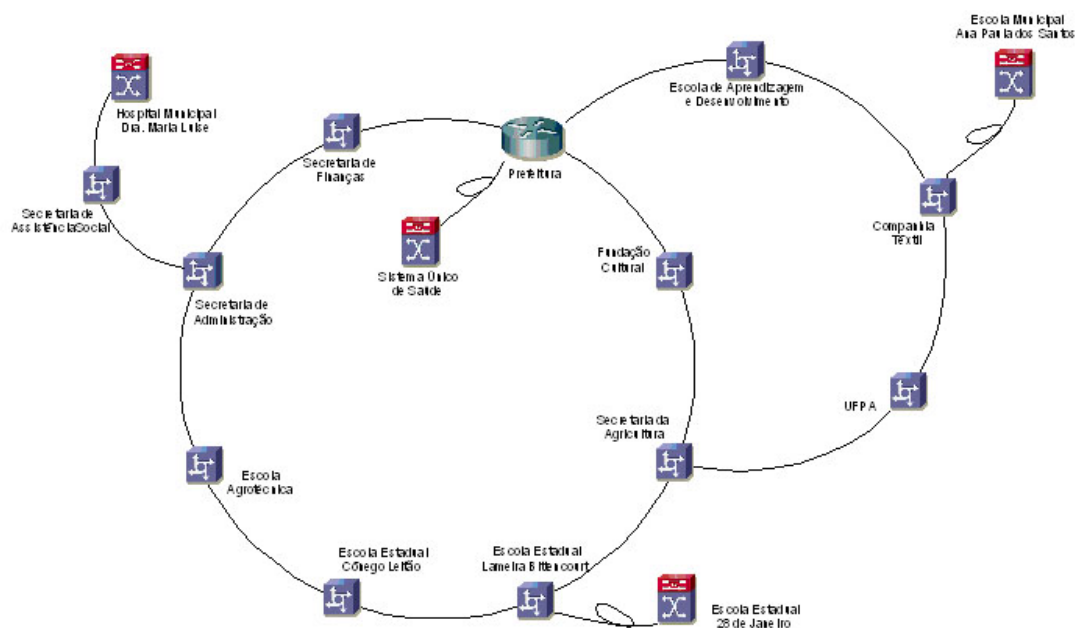 Escola Municipal
Ana Paula dos Santos
Escola de Aprendizagem
e Desenvolvimento
Hospital Municipal
Dra. Maria Luise
Secretaria de
Finanças
Prefeitura
Secretaria de
Assistência Social
Companhia
Têxtil
Fundação
Cultural
Sistema Único
de Saúde
Secretaria de
Administração
UFPA
Secretaria da
Agricultura
Escola
Agrotécnica
Escola Estadual
Cônego Leitão
Escola Estadual
Lameira Bittencourt
Escola Estadual
28 de Janeiro